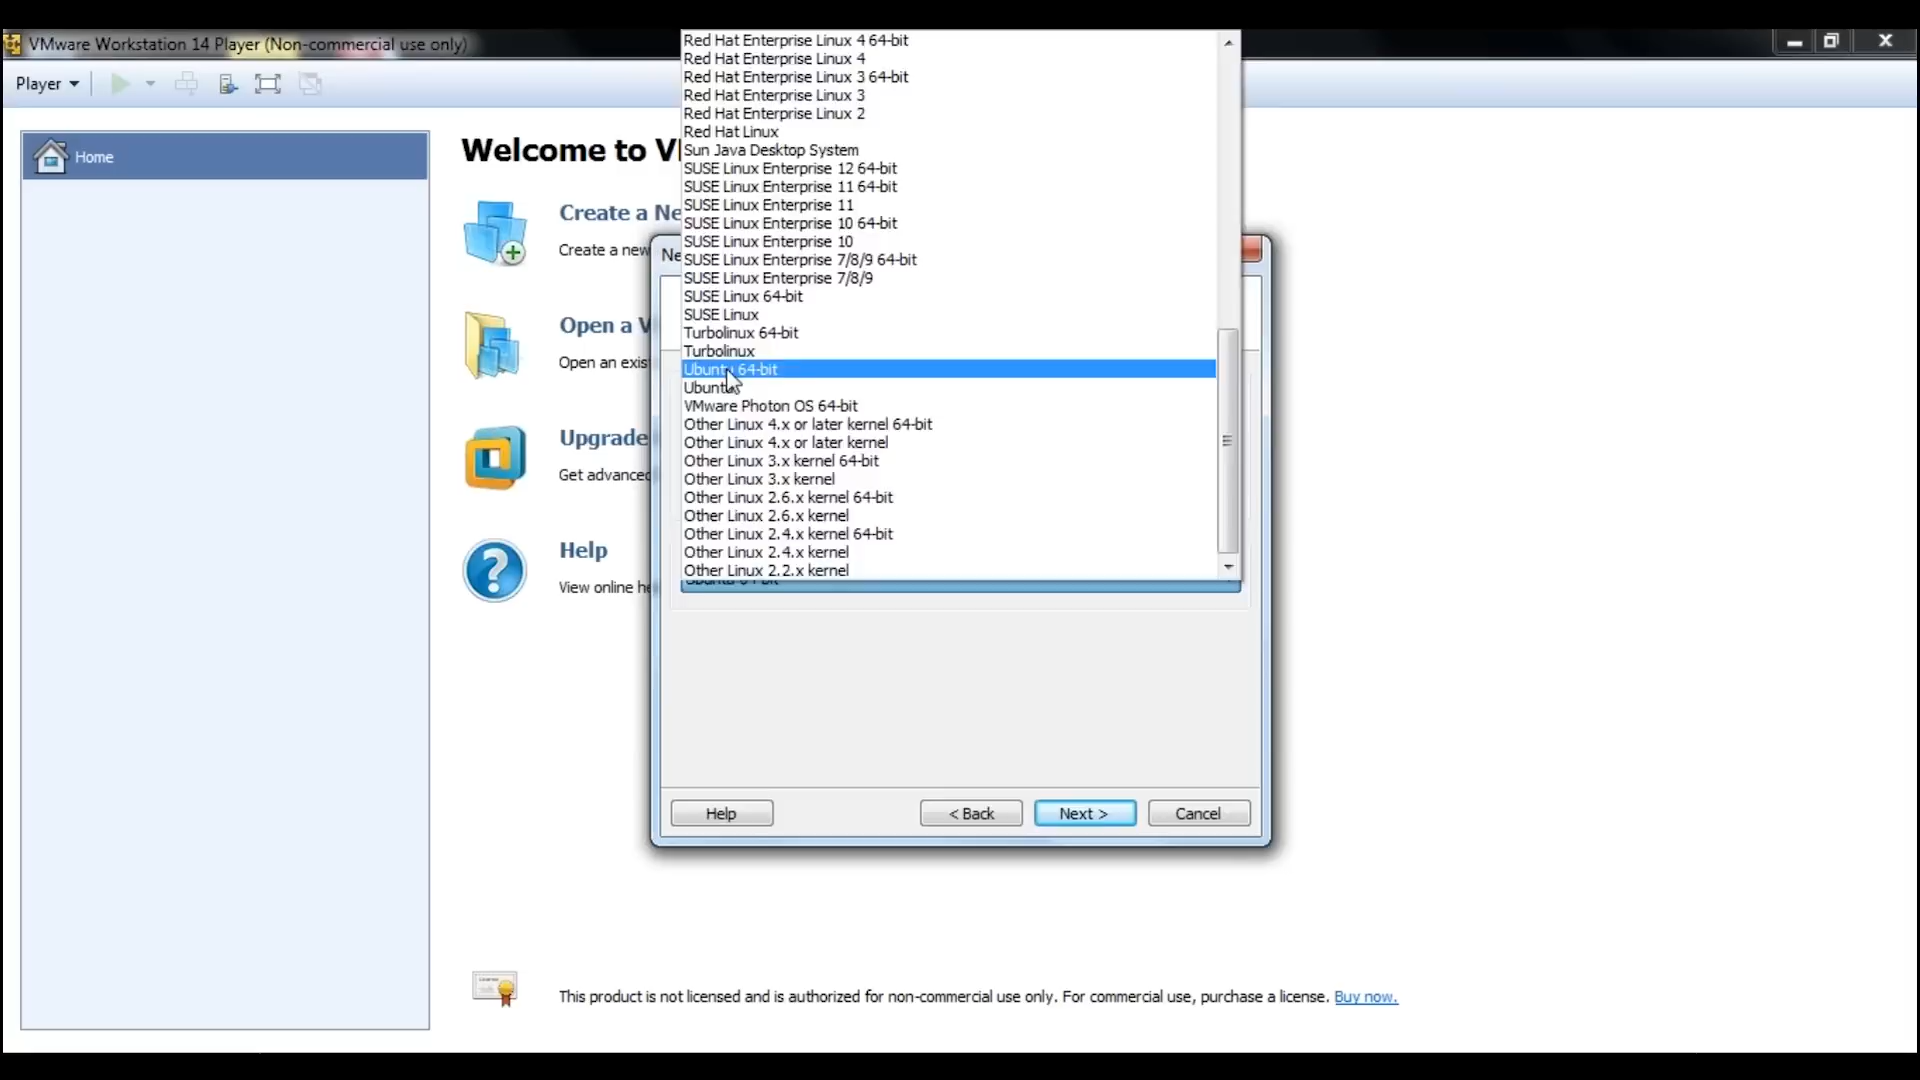 VMware Workstation 14 Player (Non-commercial use only)
Player
Home
Welcome to V
Create a Ne
Create a new
Open a V
Open an exis
Upgrade
Get advanced
Help
View online he
Ne
Red Hat Enterprise Linux 4 64-bit
Red Hat Enterprise Linux 4
Red Hat Enterprise Linux 3 64-bit
Red Hat Enterprise Linux 3
Red Hat Enterprise Linux 2
Red Hat Linux
Sun Java Desktop System
SUSE Linux Enterprise 12 64-bit
SUSE Linux Enterprise 11 64-bit
SUSE Linux Enterprise 11
SUSE Linux Enterprise 10 64-bit
SUSE Linux Enterprise 10
SUSE Linux Enterprise 7/8/9 64-bit
SUSE Linux Enterprise 7/8/9
SUSE Linux 64-bit
SUSE Linux
Turbolinux 64-bit
Turbolinux
Ubuntu 64-bit
Ubuntu
VMware Photon OS 64-bit
Other Linux 4.x or later kernel 64-bit
Other Linux 4.x or later kernel
Other Linux 3.x kernel 64-bit
Other Linux 3.x kernel
Other Linux 2.6.x kernel 64-bit
Other Linux 2.6.x kernel
Other Linux 2.4.x kernel 64-bit
Other Linux 2.4.x kernel
Other Linux 2.2.x kernel
Ubuntu 64-bit
Help
< Back
Next >
Cancel
This product is not licensed and is authorized for non-commercial use only. For commercial use, purchase a license. Buy now.